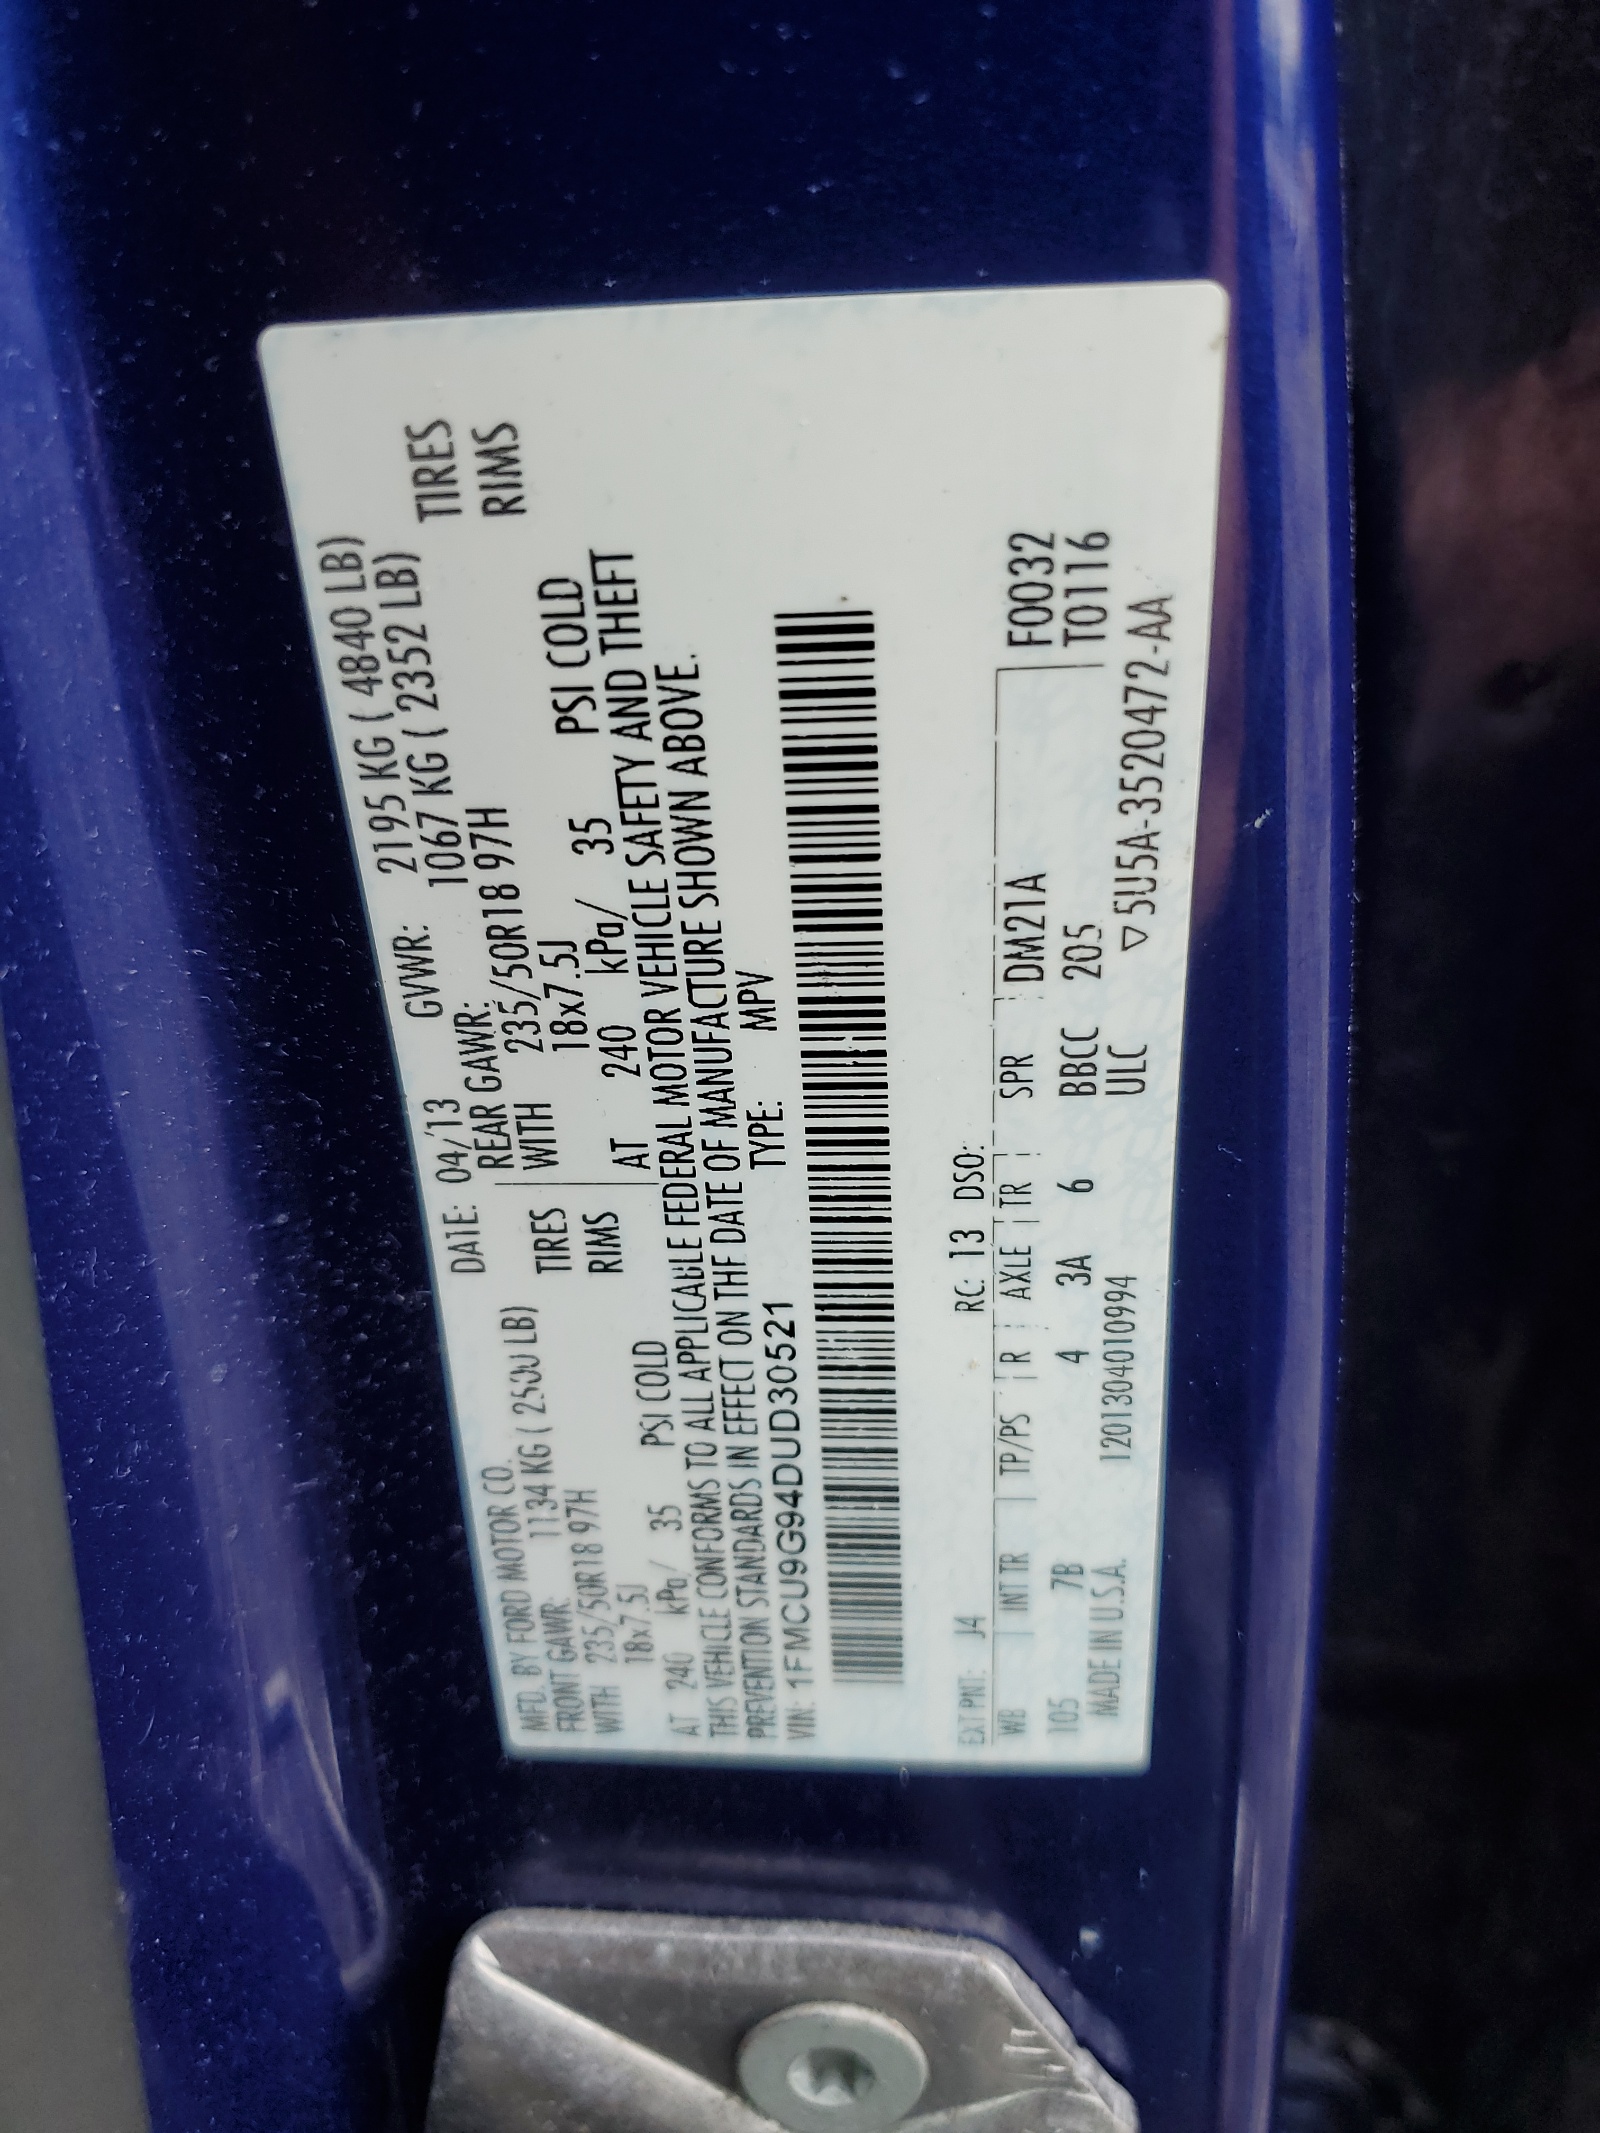 MFD. BY FORD MOTOR CO. DATE: 04/13 GVWR: 2195 KG ( 4840 LB)
FRONT GAWR: 1134 KG ( 2500 LB) REAR GAWR: 1067 KG ( 2352 LB)
WITH 235/50R18 97H TIRES WITH 235/50R18 97H TIRES
18x7.5J RIMS 18x7.5J RIMS
AT 240 kPa/ 35 PSI COLD AT 240 kPa/ 35 PSI COLD
THIS VEHICLE CONFORMS TO ALL APPLICABLE FEDERAL MOTOR VEHICLE SAFETY AND THEFT
PREVENTION STANDARDS IN EFFECT ON THE DATE OF MANUFACTURE SHOWN ABOVE.
VIN: 1FMCU9G94DUD30521 TYPE: MPV
EXT PNT: J4 RC: 13 DSO:
WB INT TR TP/PS R AXLE TR SPR DM21A F0032
105 7B 4 3A 6 BBCC 205 T0116
MADE IN U.S.A. 120130401099​4 ULC ▽5U5A-3520472-AA